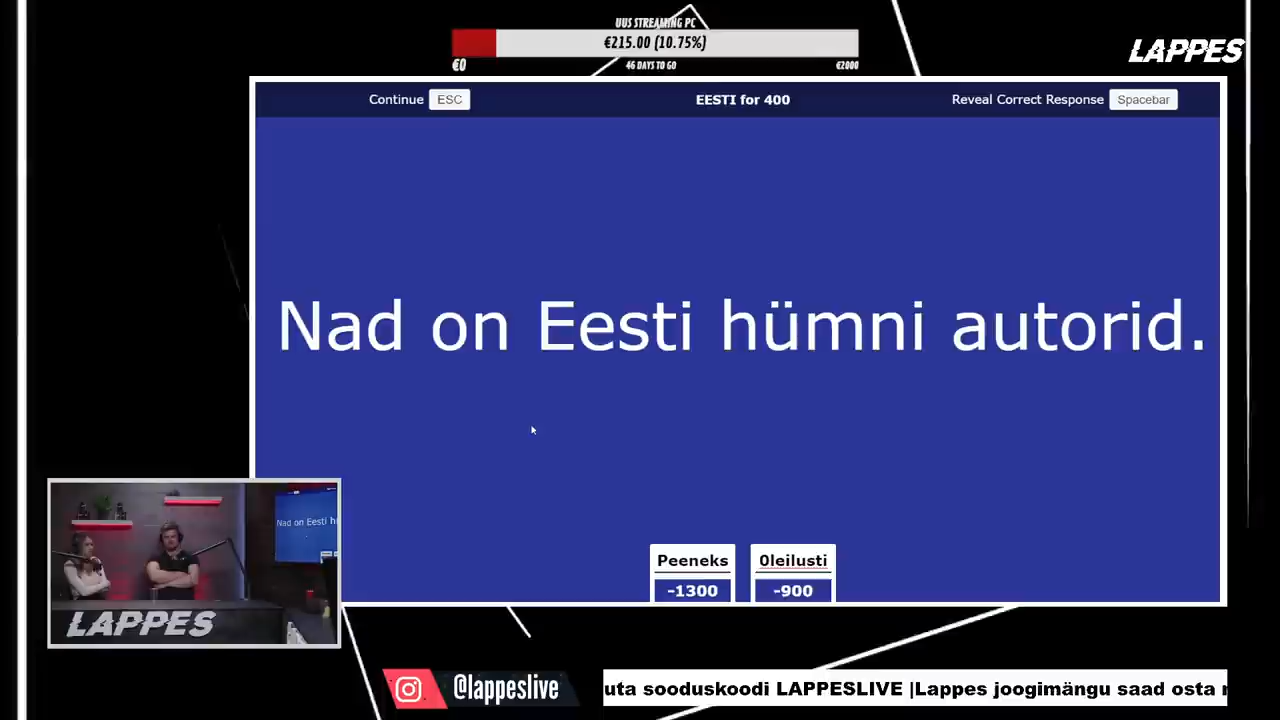 UUS STREAMING PC
€215.00 (10.75%)
€0
46 DAYS TO GO
€2000
LAPPES
Continue ESC
EESTI for 400
Reveal Correct Response Spacebar
Nad on Eesti hümni autorid.
Nad on Eesti h
LAPPES
Peeneks
-1300
0leilusti
-900
@lappeslive
uta sooduskoodi LAPPESLIVE |Lappes joogimängu saad osta